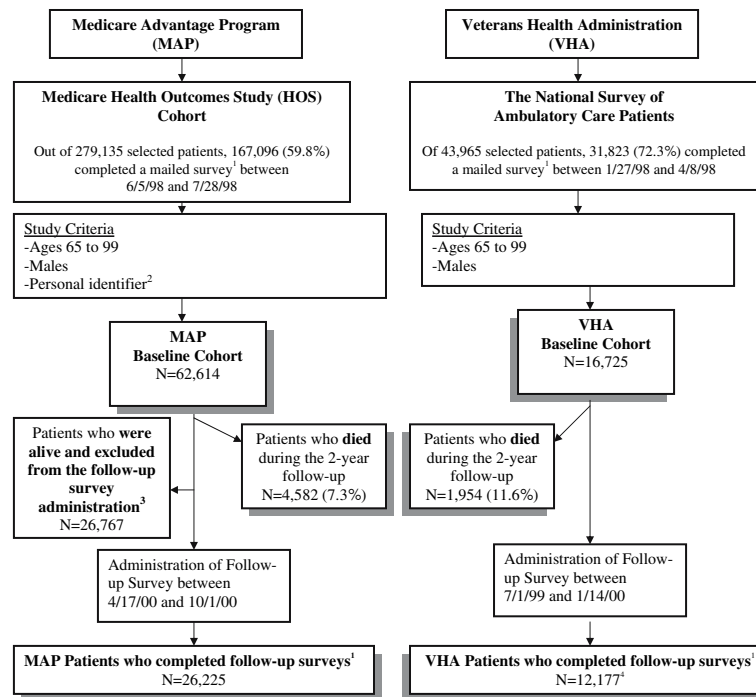 Medicare Advantage Program
(MAP)
Medicare Health Outcomes Study (HOS)
Cohort
Out of 279,135 selected patients, 167,096 (59.8%)
completed a mailed survey¹ between
6/5/98 and 7/28/98
Study Criteria
-Ages 65 to 99
-Males
-Personal identifier²
MAP
Baseline Cohort
N=62,614
Patients who were
alive and excluded
from the follow-up
survey
administration³
N=26,767
Patients who died
during the 2-year
follow-up
N=4,582 (7.3%)
Administration of Follow-
up Survey between
4/17/00 and 10/1/00
MAP Patients who completed follow-up surveys¹
N=26,225
Veterans Health Administration
(VHA)
The National Survey of
Ambulatory Care Patients
Of 43,965 selected patients, 31,823 (72.3%) completed
a mailed survey¹ between 1/27/98 and 4/8/98
Study Criteria
-Ages 65 to 99
-Males
VHA
Baseline Cohort
N=16,725
Patients who died
during the 2-year
follow-up
N=1,954 (11.6%)
Administration of Follow-
up Survey between
7/1/99 and 1/14/00
VHA Patients who completed follow-up surveys¹
N=12,177⁴